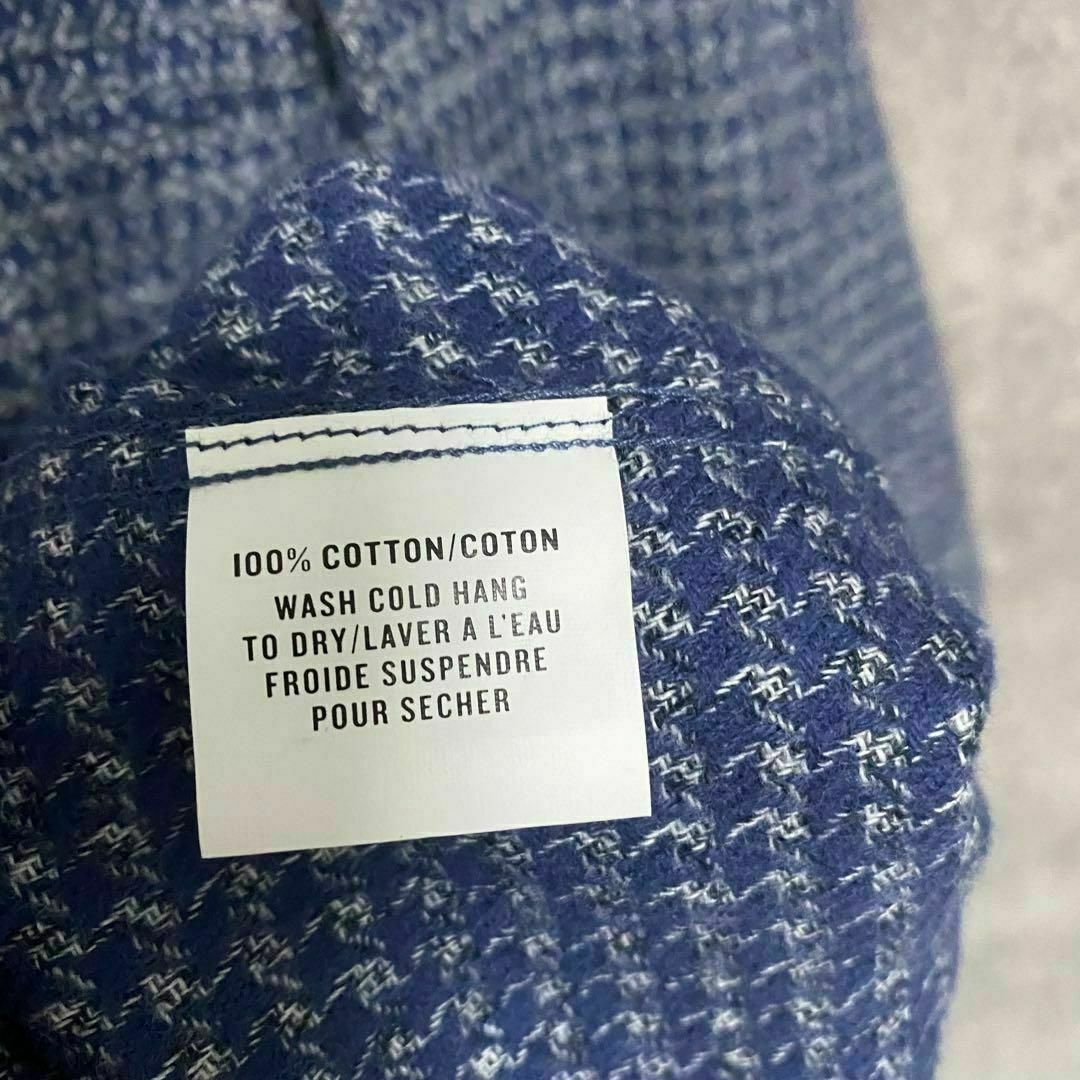 100% COTTON/COTON
WASH COLD HANG
TO DRY/LAVER A L'EAU
FROIDE SUSPENDRE
POUR SECHER